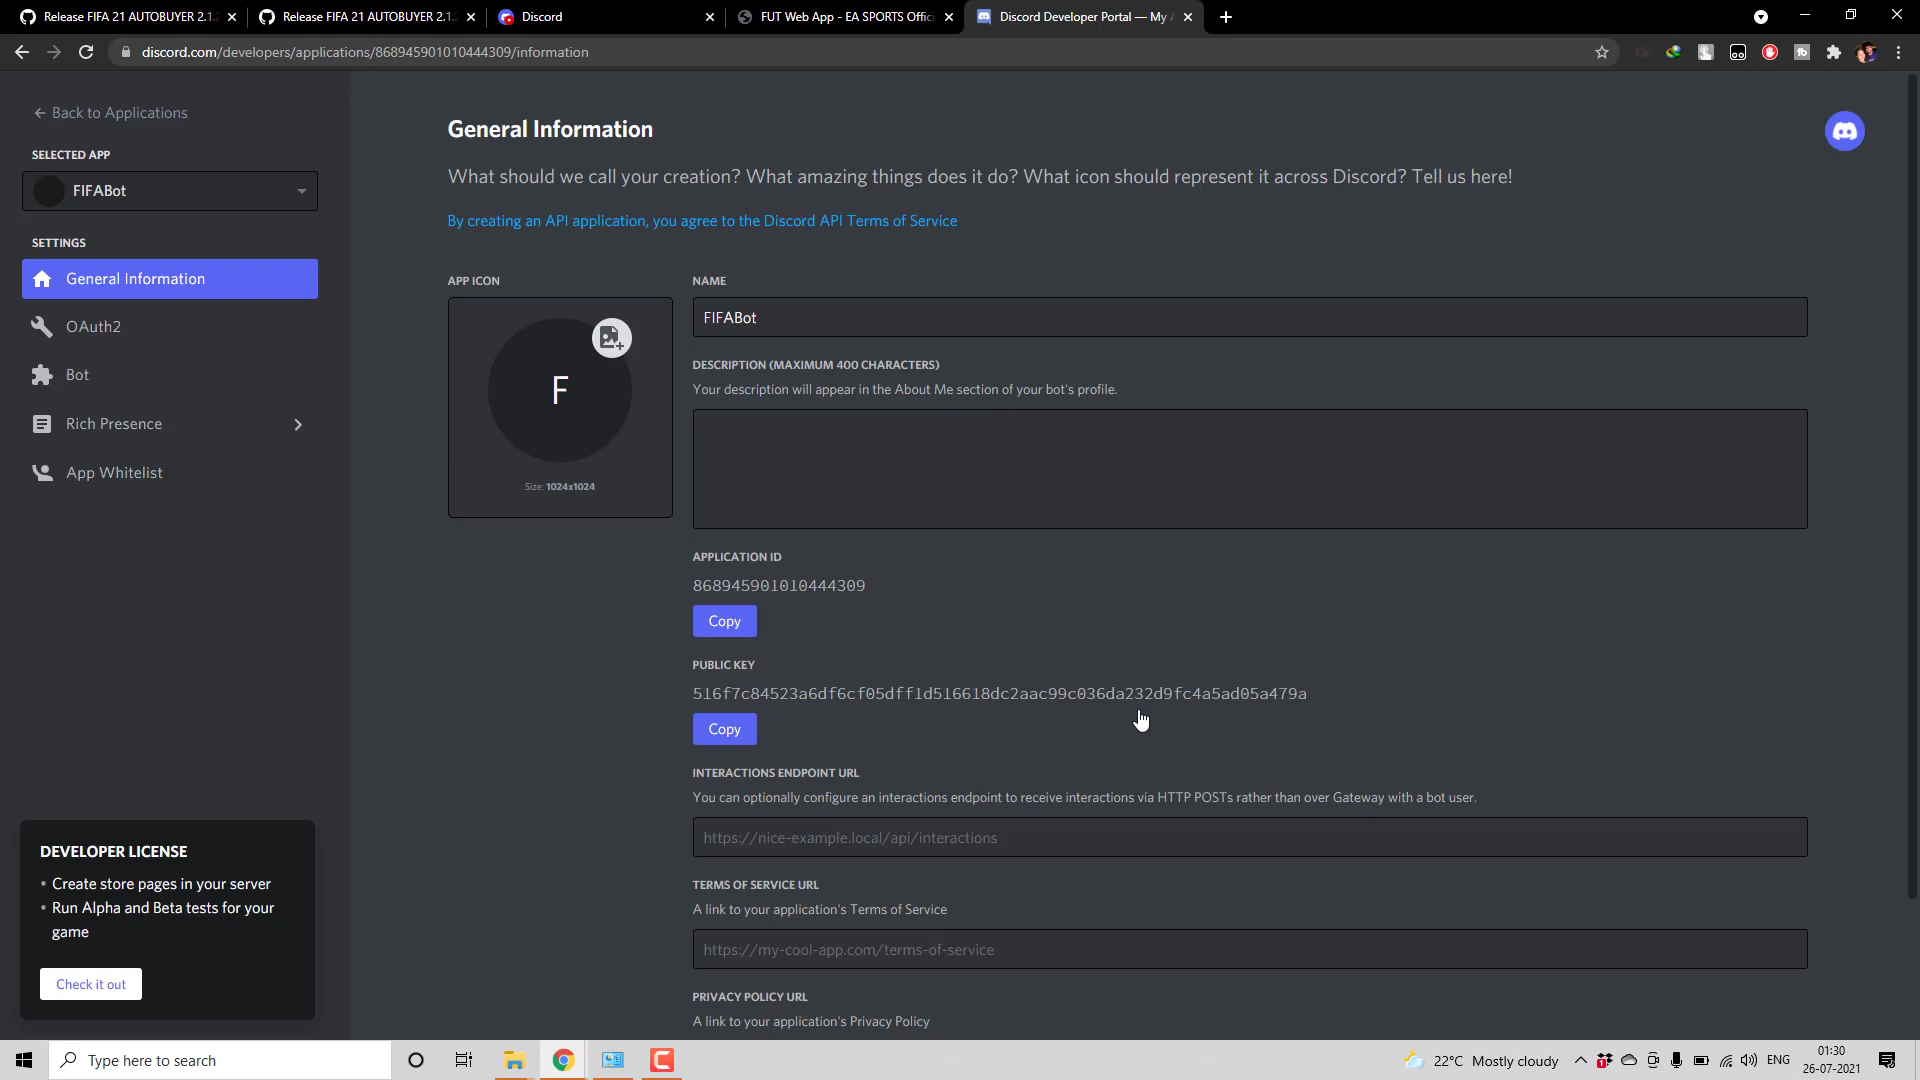 Release FIFA 21 AUTOBUYER 2.1.
Release FIFA 21 AUTOBUYER 2.1.
Discord
FUT Web App - EA SPORTS Offici
Discord Developer Portal — My A
discord.com/developers/applications/868945901010444309/information
Back to Applications
SELECTED APP
FIFABot
SETTINGS
General Information
OAuth2
Bot
Rich Presence
App Whitelist
DEVELOPER LICENSE
• Create store pages in your server
• Run Alpha and Beta tests for your
game
Check it out
General Information
What should we call your creation? What amazing things does it do? What icon should represent it across Discord? Tell us here!
By creating an API application, you agree to the Discord API Terms of Service
APP ICON
F
Size: 1024x1024
NAME
FIFABot
DESCRIPTION (MAXIMUM 400 CHARACTERS)
Your description will appear in the About Me section of your bot's profile.
APPLICATION ID
868945901010444309
Copy
PUBLIC KEY
516f7c84523a6df6cf05dff1d516618dc2aac99c036da232d9fc4a5ad05a479a
Copy
INTERACTIONS ENDPOINT URL
You can optionally configure an interactions endpoint to receive interactions via HTTP POSTs rather than over Gateway with a bot user.
https://nice-example.local/api/interactions
TERMS OF SERVICE URL
A link to your application's Terms of Service
https://my-cool-app.com/terms-of-service
PRIVACY POLICY URL
A link to your application's Privacy Policy
Type here to search
22°C Mostly cloudy
ENG
01:30
26-07-2021